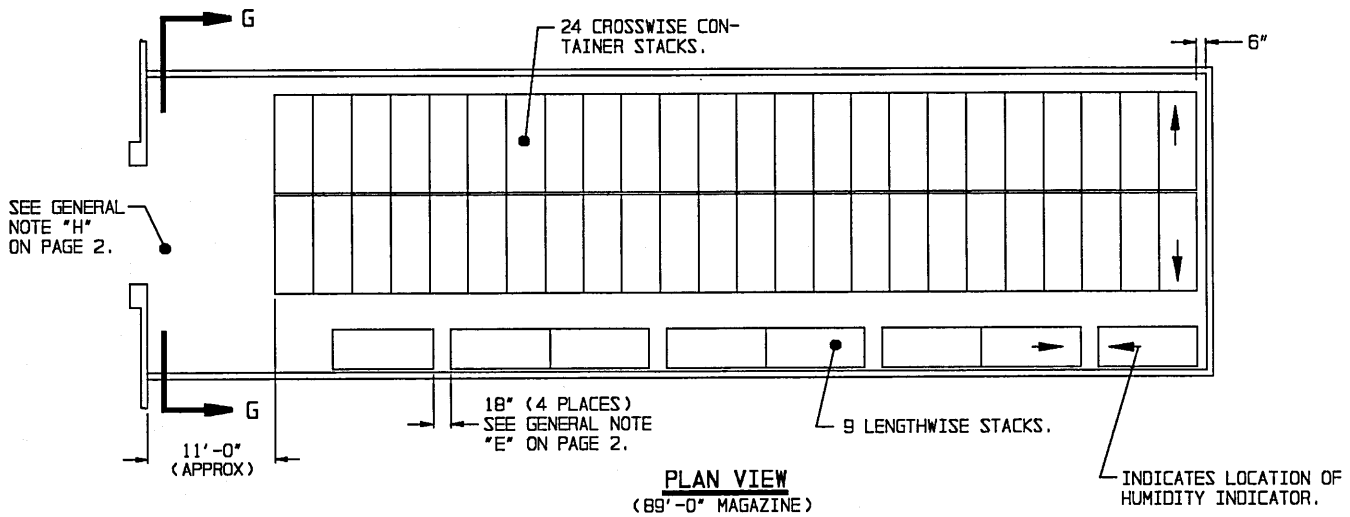 G
24 CROSSWISE CON-
TAINER STACKS.
6"
SEE GENERAL
NOTE "H"
ON PAGE 2.
G
18" (4 PLACES)
SEE GENERAL NOTE
"E" ON PAGE 2.
9 LENGTHWISE STACKS.
11'-0"
(APPROX)
PLAN VIEW
(89'-0" MAGAZINE)
INDICATES LOCATION OF
HUMIDITY INDICATOR.